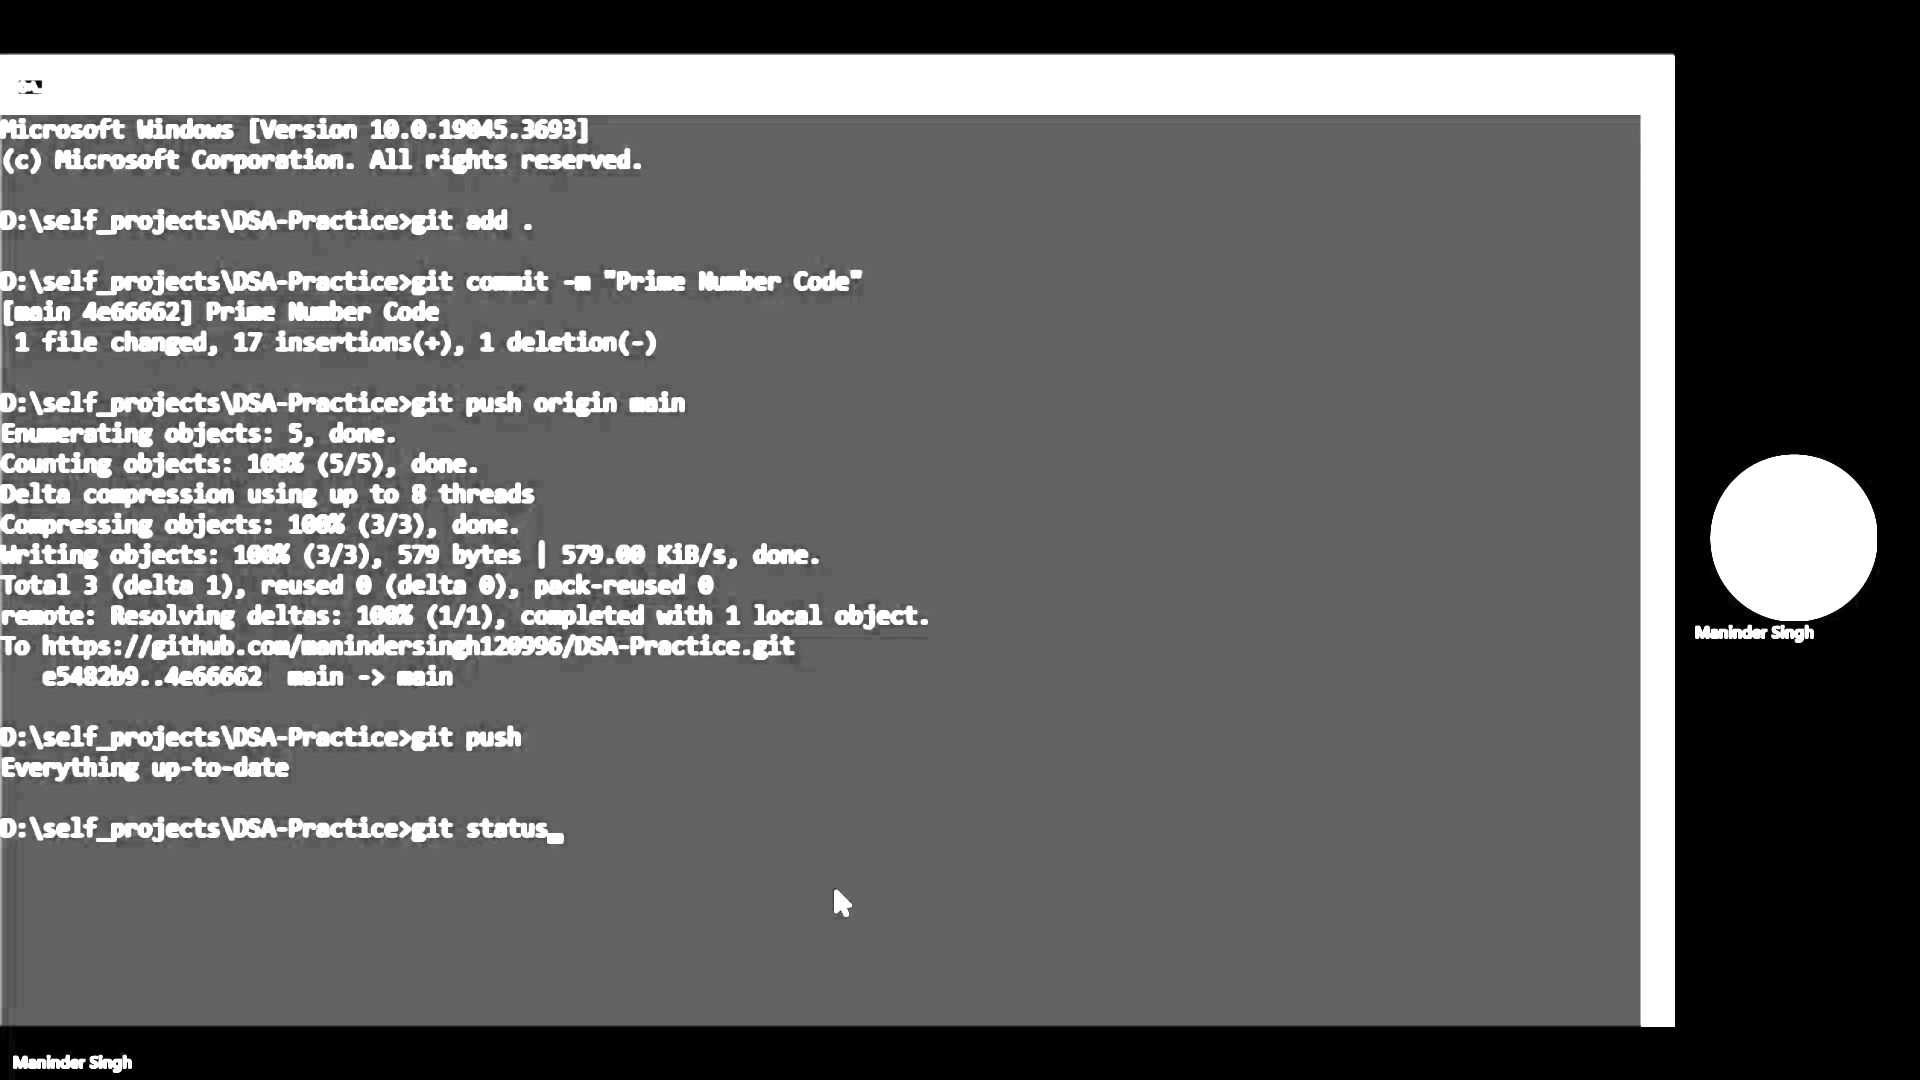 Microsoft Windows [Version 10.0.19045.3693]
(c) Microsoft Corporation. All rights reserved.
D:\self_projects\DSA-Practice>git add .
D:\self_projects\DSA-Practice>git commit -m "Prime Number Code"
[main 4e66662] Prime Number Code
 1 file changed, 17 insertions(+), 1 deletion(-)
D:\self_projects\DSA-Practice>git push origin main
Enumerating objects: 5, done.
Counting objects: 100% (5/5), done.
Delta compression using up to 8 threads
Compressing objects: 100% (3/3), done.
Writing objects: 100% (3/3), 579 bytes | 579.00 KiB/s, done.
Total 3 (delta 1), reused 0 (delta 0), pack-reused 0
remote: Resolving deltas: 100% (1/1), completed with 1 local object.
To https://github.com/manindersingh120996/DSA-Practice.git
   e5482b9..4e66662  main -> main
D:\self_projects\DSA-Practice>git push
Everything up-to-date
D:\self_projects\DSA-Practice>git status_
Maninder Singh
Maninder Singh